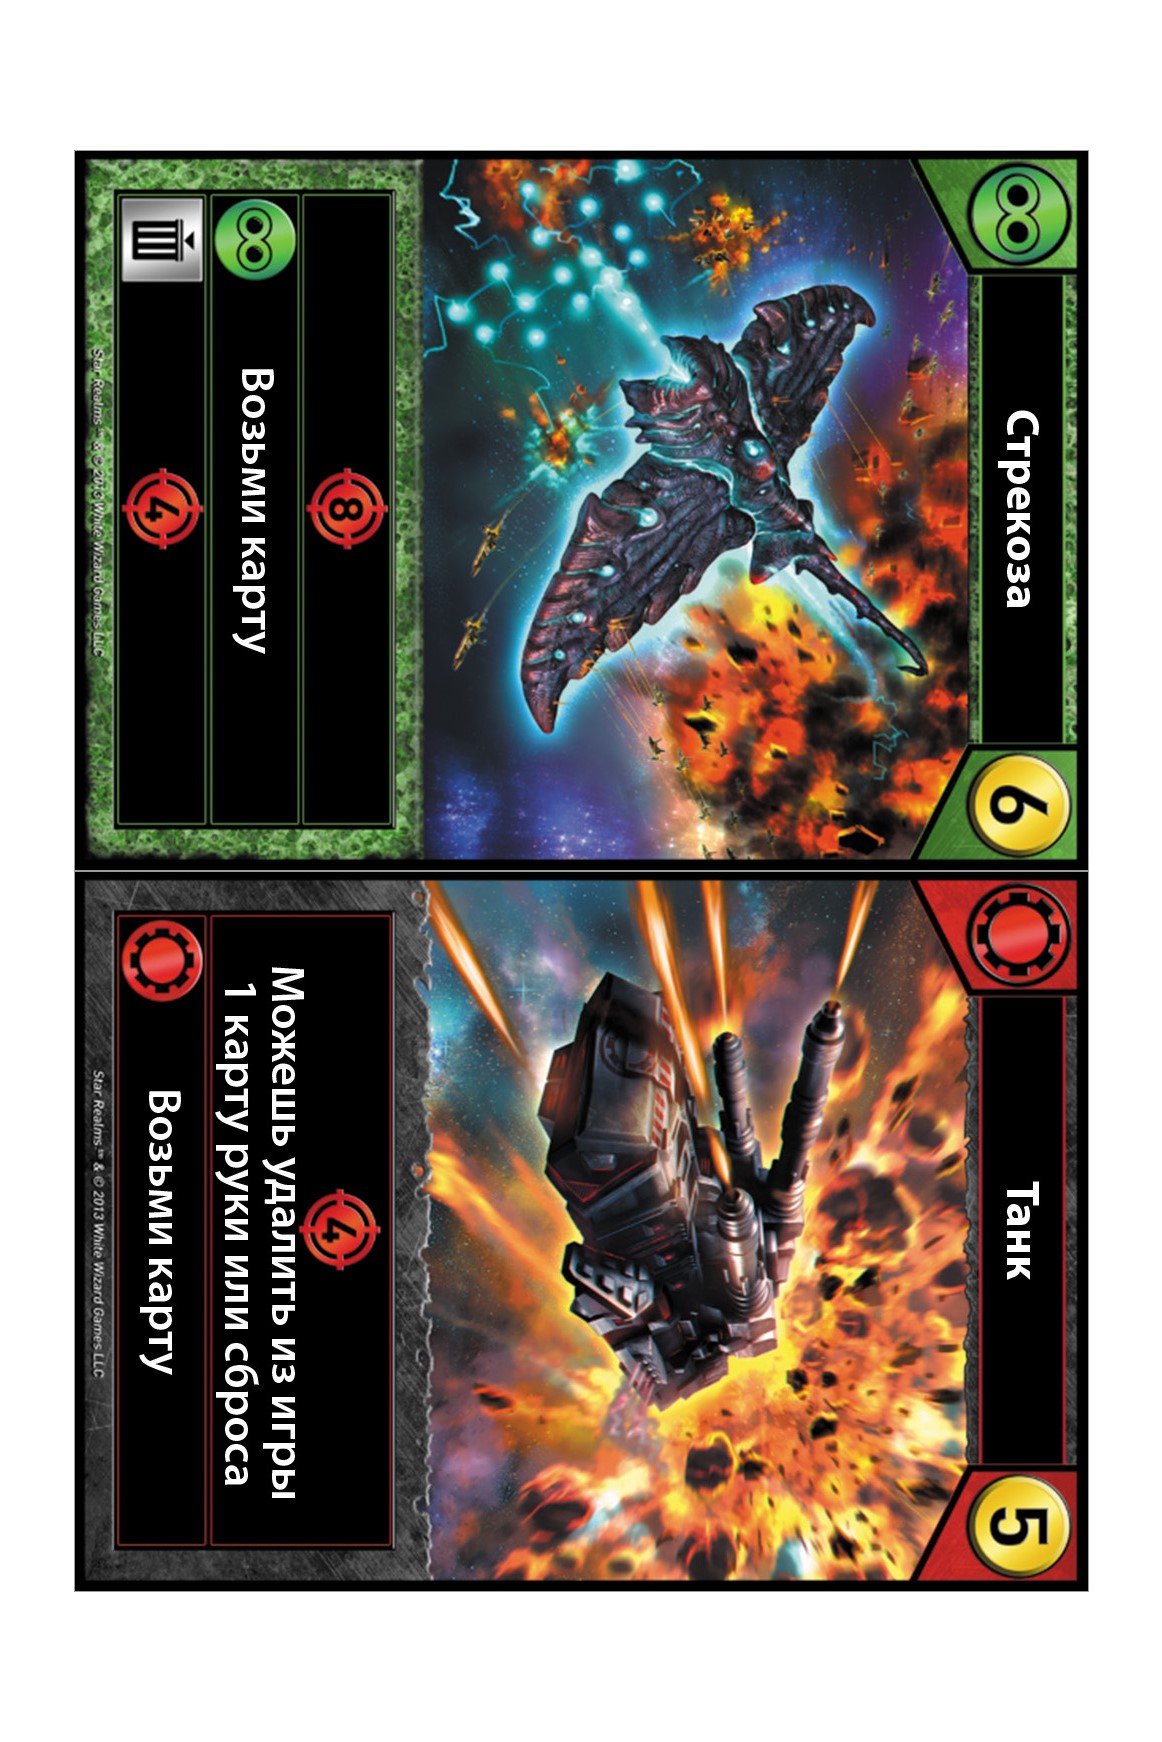 Стрекоза
6
8
Возьми карту
4
Star Realms™ & © 2013 White Wizard Games LLC
Танк
5
4
Можешь удалить из игры
1 карту руки или сброса
Возьми карту
Star Realms™ & © 2013 White Wizard Games LLC